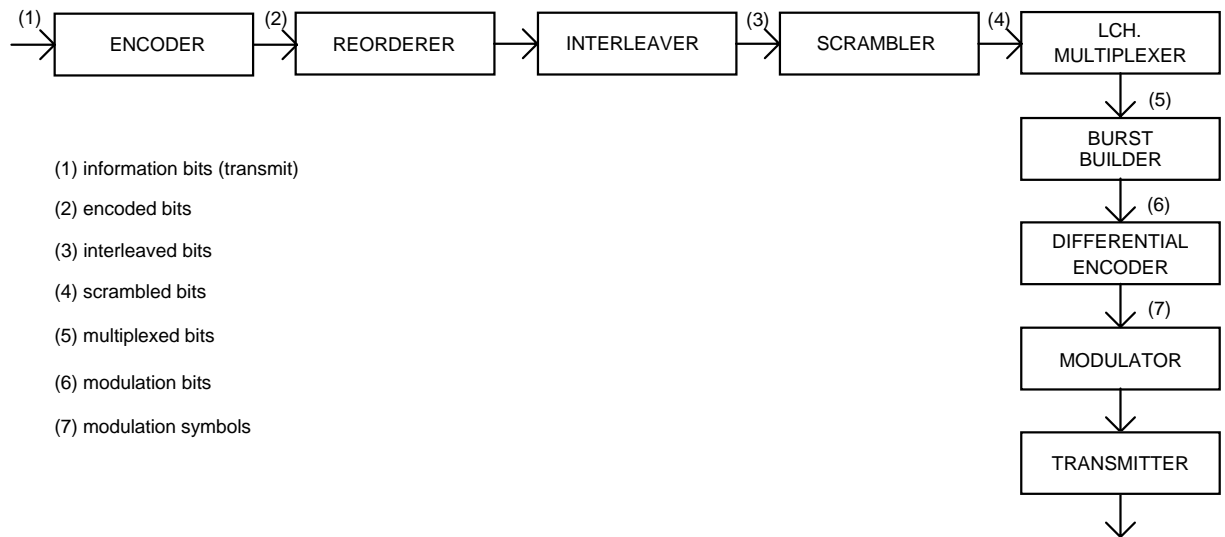 (1)
(2)
(3)
(4)
ENCODER
REORDERER
INTERLEAVER
SCRAMBLER
LCH.
MULTIPLEXER
(5)
BURST
BUILDER
(6)
DIFFERENTIAL
ENCODER
(7)
MODULATOR
TRANSMITTER
(1) information bits (transmit)
(2) encoded bits
(3) interleaved bits
(4) scrambled bits
(5) multiplexed bits
(6) modulation bits
(7) modulation symbols